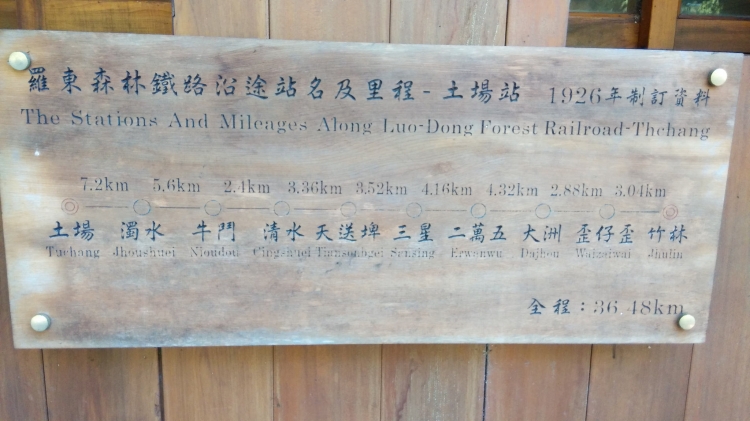 羅東森林鐵路沿途站名及里程-土場站 1926年制訂資料
The Stations And Mileages Along Luo-Dong Forest Railroad-Thchang
7.2km 5.6km 2.4km 3.36km 3.52km 4.16km 4.32km 2.88km 3.04km
土場 濁水 牛鬥 清水 天送埤 三星 二萬五 大洲 歪仔歪 竹林
Tuchang Jhoushuei Nioudou Cingshuei Tiansongpei Sansing Erwanwu Dajhou Waizaiwai Jhulin
全程：36.48km